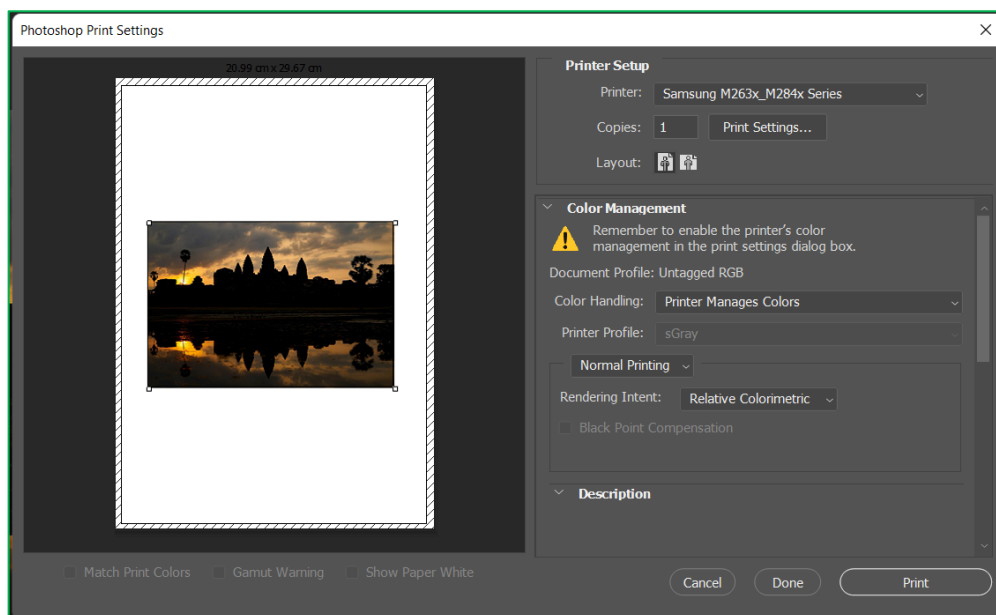 Photoshop Print Settings
20.99 cm x 29.67 cm
Printer Setup
Printer: Samsung M263x_M284x Series
Copies: 1 Print Settings...
Layout:
Color Management
Remember to enable the printer's color
management in the print settings dialog box.
Document Profile: Untagged RGB
Color Handling: Printer Manages Colors
Printer Profile: sGray
Normal Printing
Rendering Intent: Relative Colorimetric
Black Point Compensation
Description
Match Print Colors Gamut Warning Show Paper White
Cancel Done Print